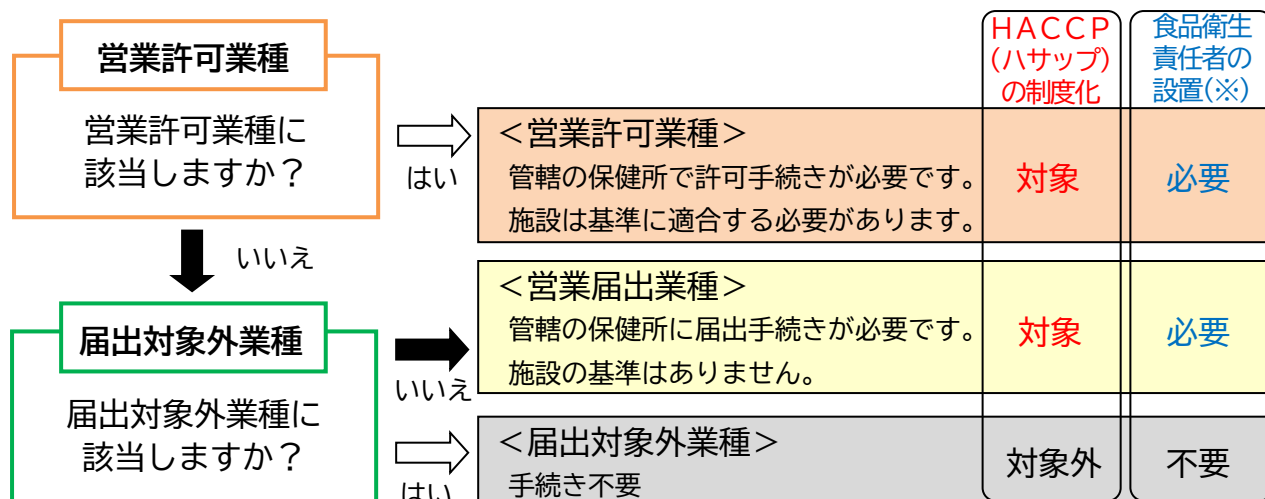 HACCP
(ハサップ)
の制度化
食品衛生
責任者の
設置(※)
営業許可業種
営業許可業種に
該当しますか？
はい
＜営業許可業種＞
管轄の保健所で許可手続きが必要です。
施設は基準に適合する必要があります。
対象
必要
いいえ
届出対象外業種
届出対象外業種に
該当しますか？
いいえ
＜営業届出業種＞
管轄の保健所に届出手続きが必要です。
施設の基準はありません。
対象
必要
はい
＜届出対象外業種＞
手続き不要
対象外
不要